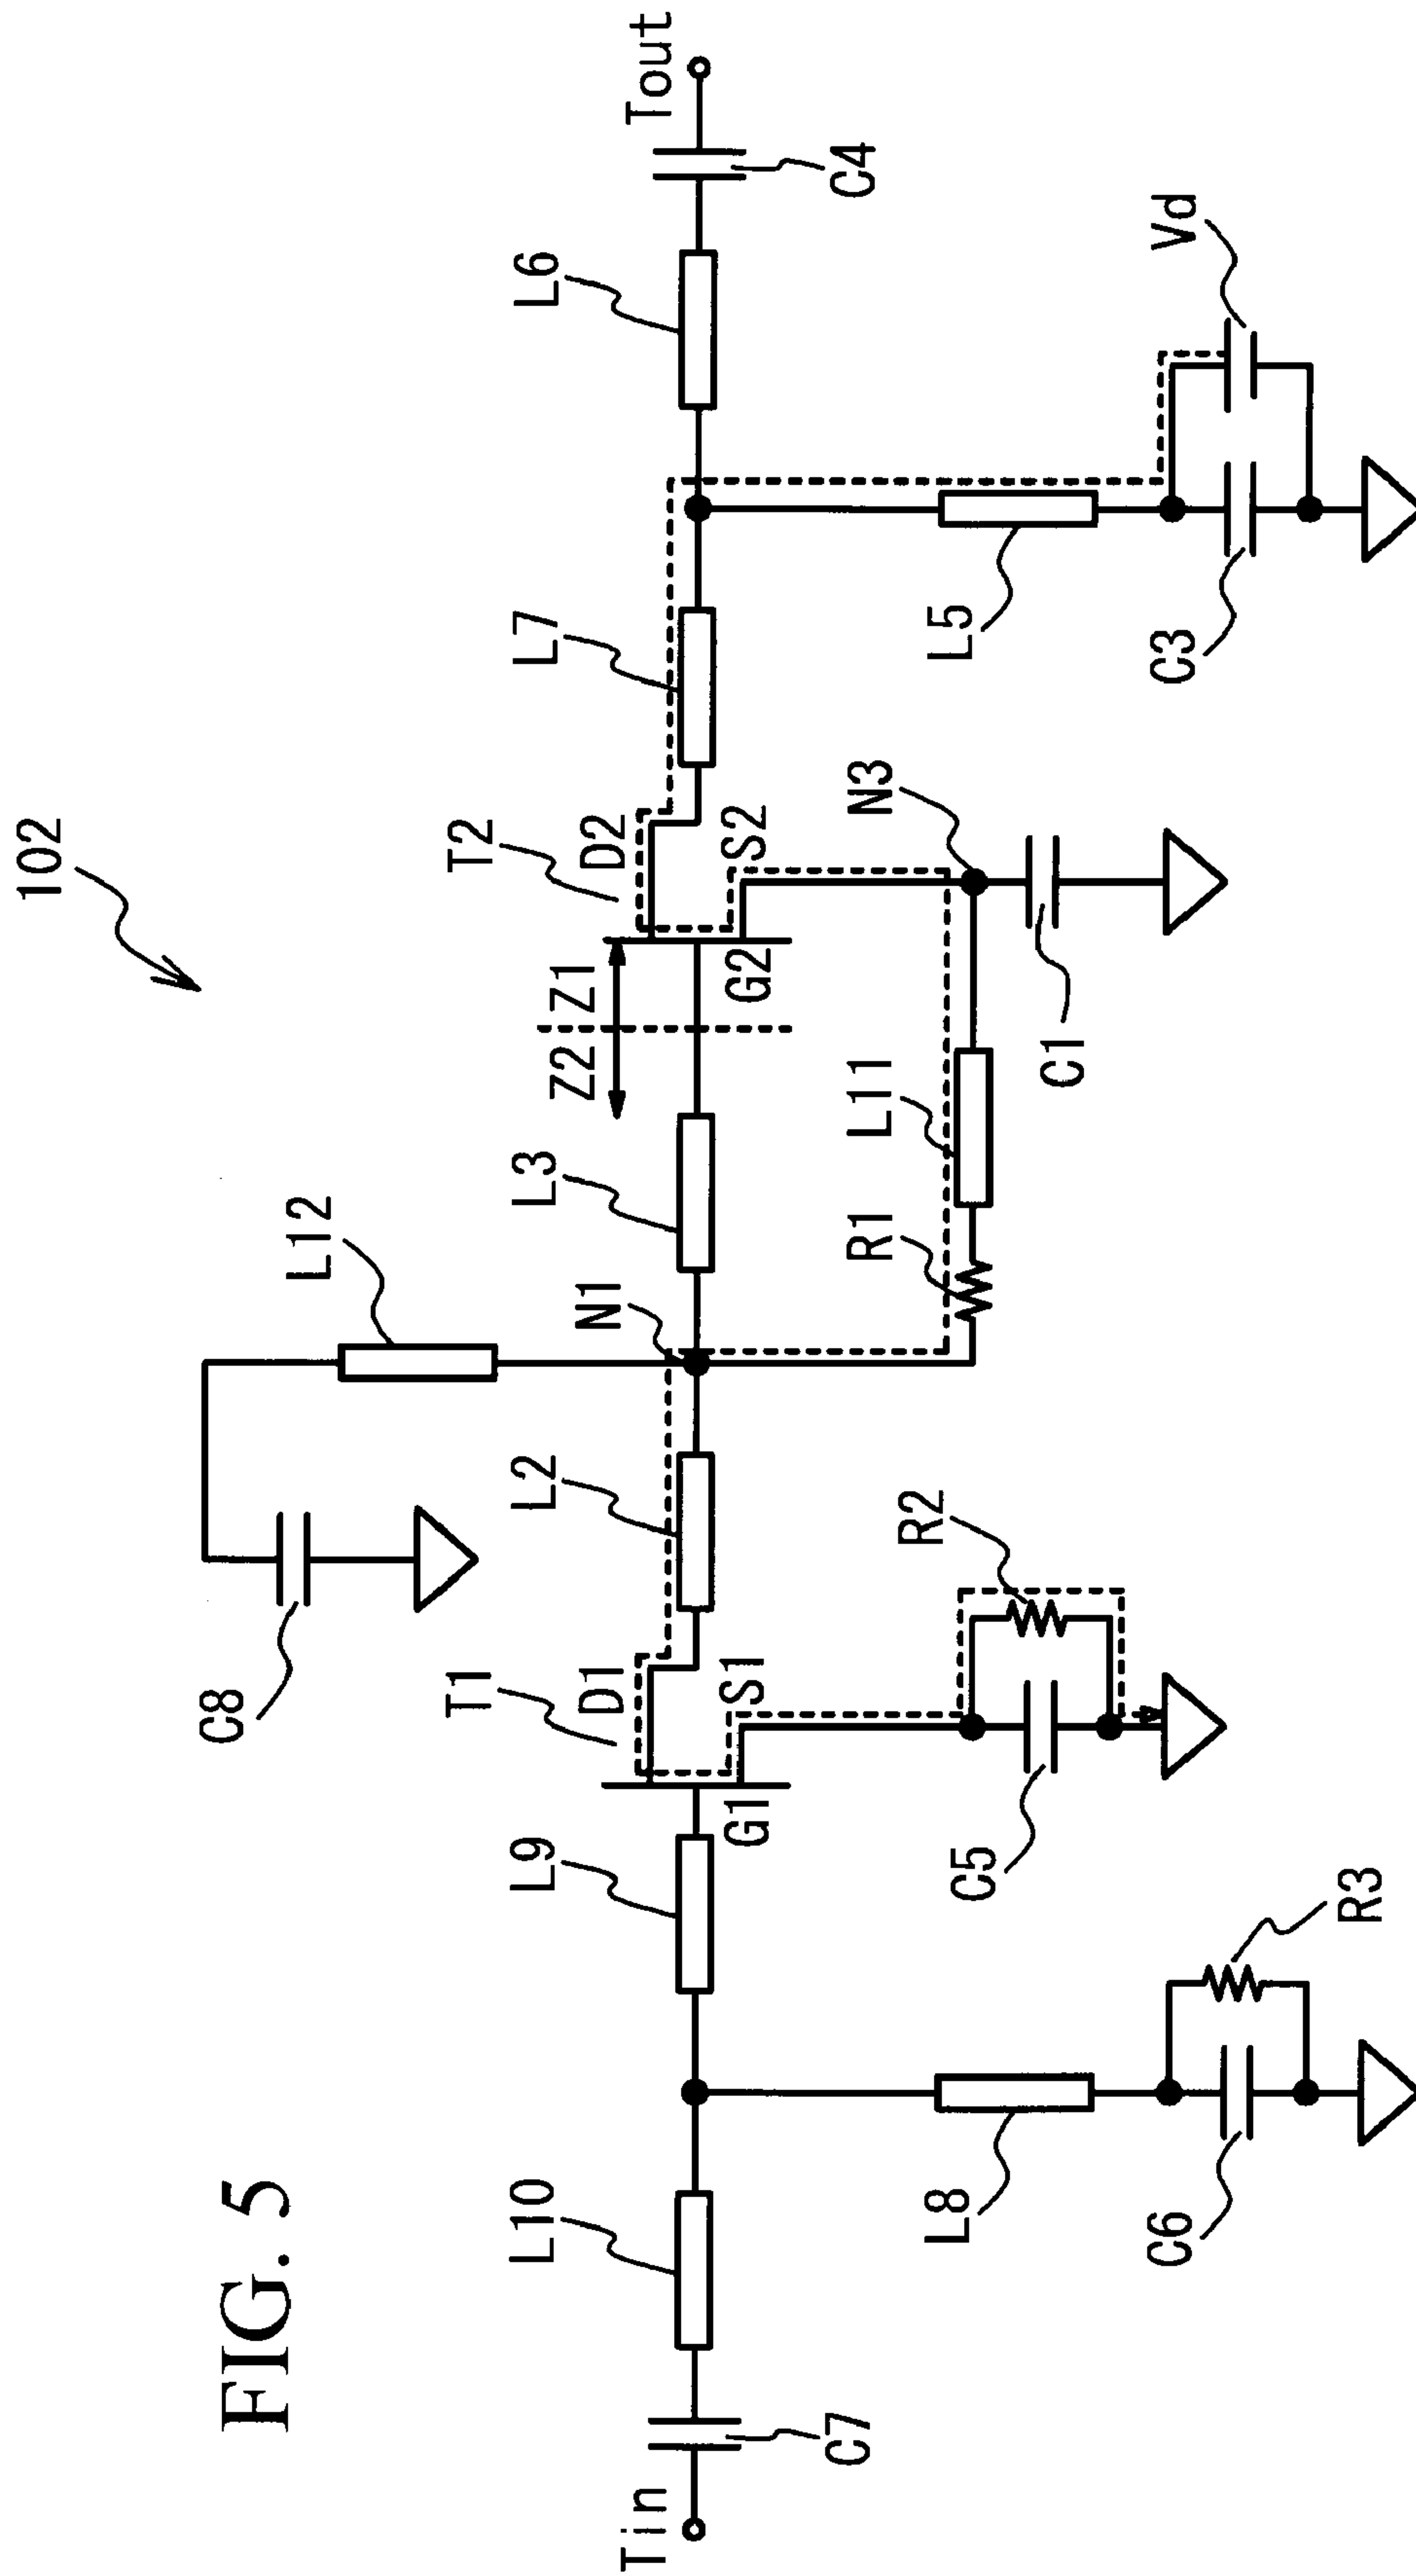 FIG. 5
102
C8
L12
T1
T2
L10
L9
L2
N1
L3
L7
L6
Z2
Z1
D1
D2
Tin
Tout
G1
S1
G2
S2
C7
C4
R1
L11
N3
R2
L8
C5
L5
C1
C6
C3
Vd
R3